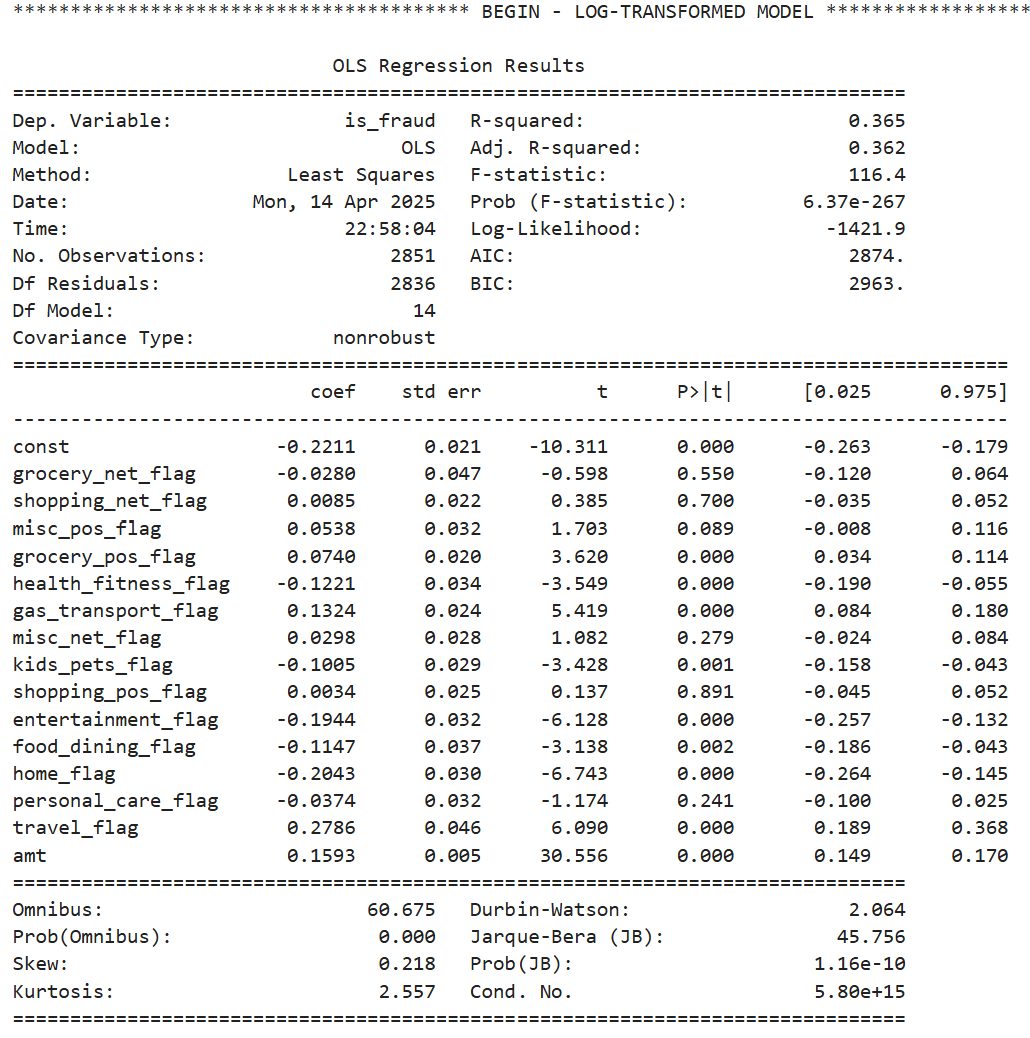 **************************************** BEGIN - LOG-TRANSFORMED MODEL ******************
OLS Regression Results
==============================================================================
Dep. Variable: is_fraud R-squared: 0.365
Model: OLS Adj. R-squared: 0.362
Method: Least Squares F-statistic: 116.4
Date: Mon, 14 Apr 2025 Prob (F-statistic): 6.37e-267
Time: 22:58:04 Log-Likelihood: -1421.9
No. Observations: 2851 AIC: 2874.
Df Residuals: 2836 BIC: 2963.
Df Model: 14
Covariance Type: nonrobust
=======================================================================================
coef std err t P>|t| [0.025 0.975]
---------------------------------------------------------------------------------------
const -0.2211 0.021 -10.311 0.000 -0.263 -0.179
grocery_net_flag -0.0280 0.047 -0.598 0.550 -0.120 0.064
shopping_net_flag 0.0085 0.022 0.385 0.700 -0.035 0.052
misc_pos_flag 0.0538 0.032 1.703 0.089 -0.008 0.116
grocery_pos_flag 0.0740 0.020 3.620 0.000 0.034 0.114
health_fitness_flag -0.1221 0.034 -3.549 0.000 -0.190 -0.055
gas_transport_flag 0.1324 0.024 5.419 0.000 0.084 0.180
misc_net_flag 0.0298 0.028 1.082 0.279 -0.024 0.084
kids_pets_flag -0.1005 0.029 -3.428 0.001 -0.158 -0.043
shopping_pos_flag 0.0034 0.025 0.137 0.891 -0.045 0.052
entertainment_flag -0.1944 0.032 -6.128 0.000 -0.257 -0.132
food_dining_flag -0.1147 0.037 -3.138 0.002 -0.186 -0.043
home_flag -0.2043 0.030 -6.743 0.000 -0.264 -0.145
personal_care_flag -0.0374 0.032 -1.174 0.241 -0.100 0.025
travel_flag 0.2786 0.046 6.090 0.000 0.189 0.368
amt 0.1593 0.005 30.556 0.000 0.149 0.170
==============================================================================
Omnibus: 60.675 Durbin-Watson: 2.064
Prob(Omnibus): 0.000 Jarque-Bera (JB): 45.756
Skew: 0.218 Prob(JB): 1.16e-10
Kurtosis: 2.557 Cond. No. 5.80e+15
==============================================================================